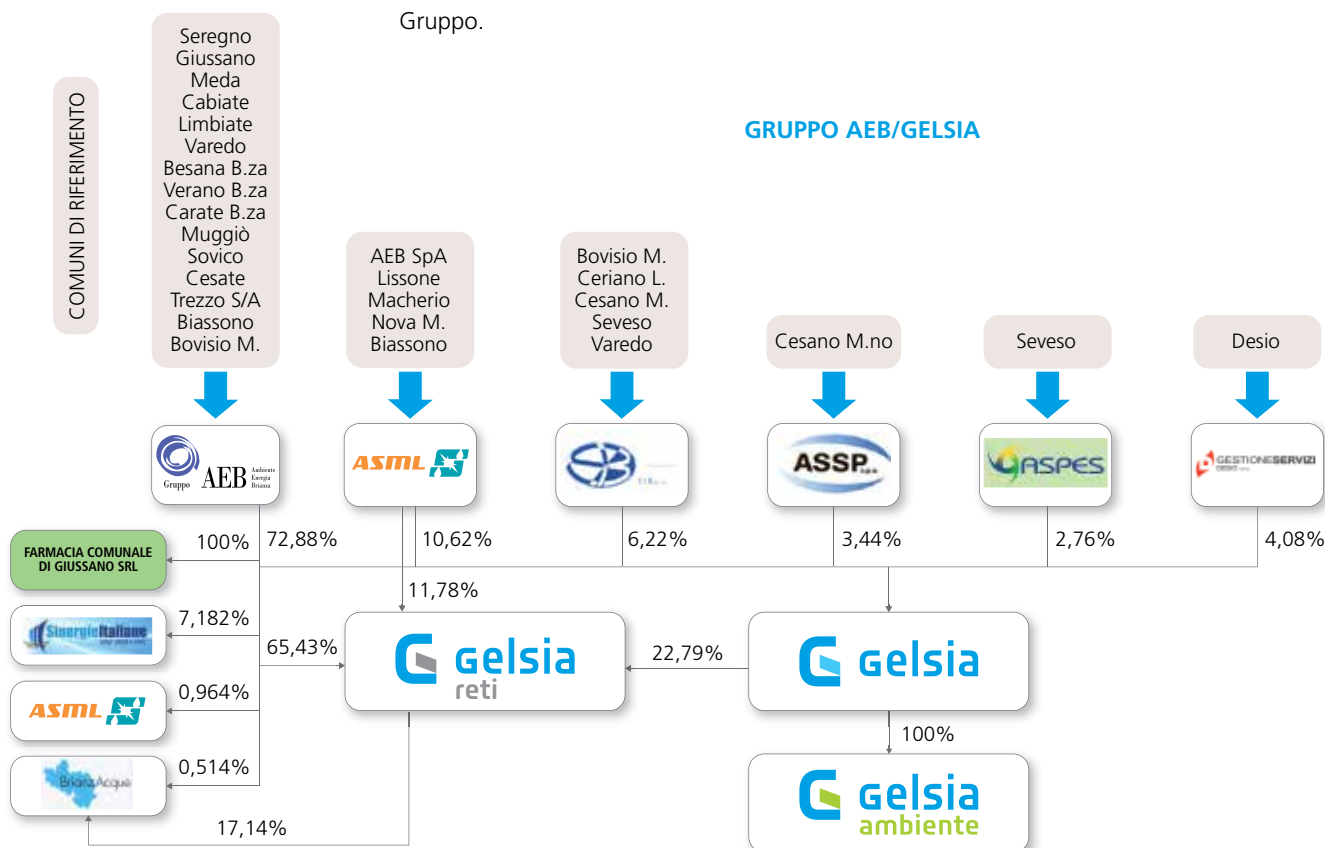 Gruppo.
GRUPPO AEB/GELSIA
COMUNI DI RIFERIMENTO
Seregno
Giussano
Meda
Cabiate
Limbiate
Varedo
Besana B.za
Verano B.za
Carate B.za
Muggiò
Sovico
Cesate
Trezzo S/A
Biassono
Bovisio M.
AEB SpA
Lissone
Macherio
Nova M.
Biassono
Bovisio M.
Ceriano L.
Cesano M.
Seveso
Varedo
Cesano M.no
Seveso
Desio
Gruppo AEB Ambiente
Energia
Brianza
ASML
ASSP
ASPES
GESTIONESERVIZI
100%
72,88%
10,62%
6,22%
3,44%
2,76%
4,08%
FARMACIA COMUNALE
DI GIUSSANO SRL
11,78%
7,182%
SinergieItaliane
65,43%
gelsia
reti
22,79%
gelsia
0,964%
ASML
100%
0,514%
BrianzAcque
gelsia
ambiente
17,14%